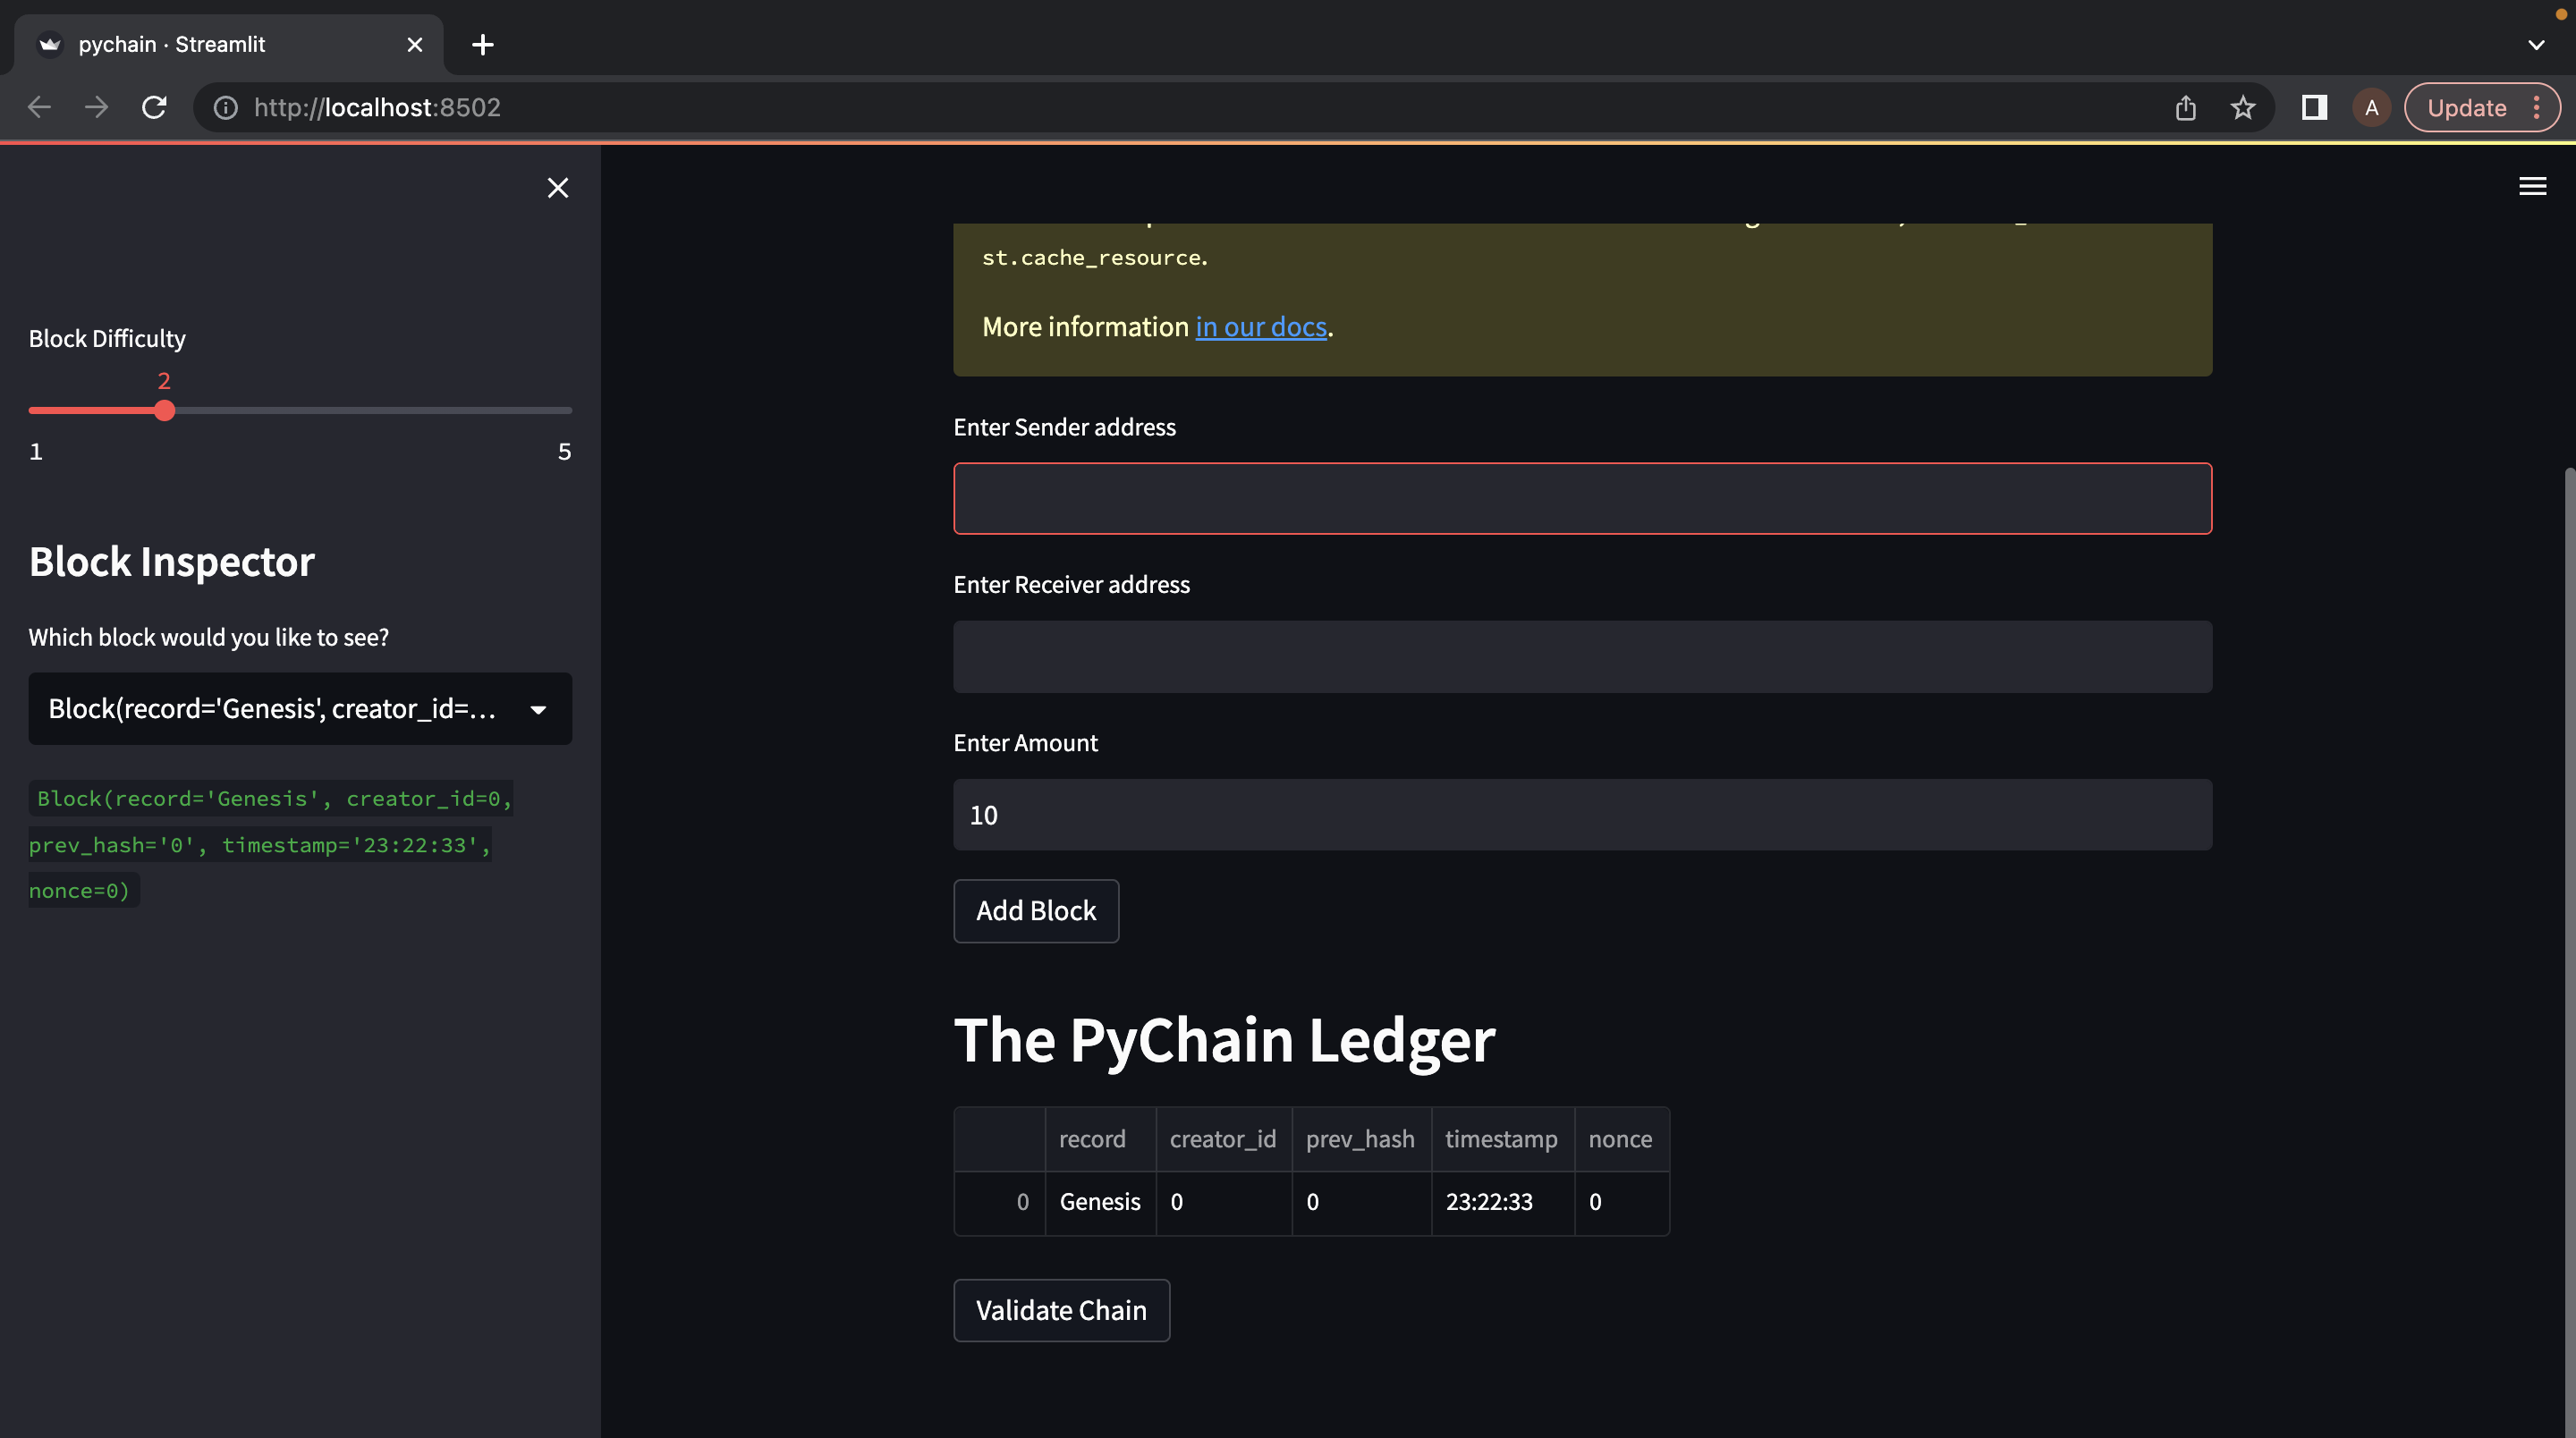 pychain · Streamlit
http://localhost:8502
A
Update
Block Difficulty
2
1
5
Block Inspector
Which block would you like to see?
Block(record='Genesis', creator_id=...
Block(record='Genesis', creator_id=0,
prev_hash='0', timestamp='23:22:33',
nonce=0)
st.cache_resource.
More information in our docs.
Enter Sender address
Enter Receiver address
Enter Amount
10
Add Block
The PyChain Ledger
record creator_id prev_hash timestamp nonce
0 Genesis 0 0 23:22:33 0
Validate Chain